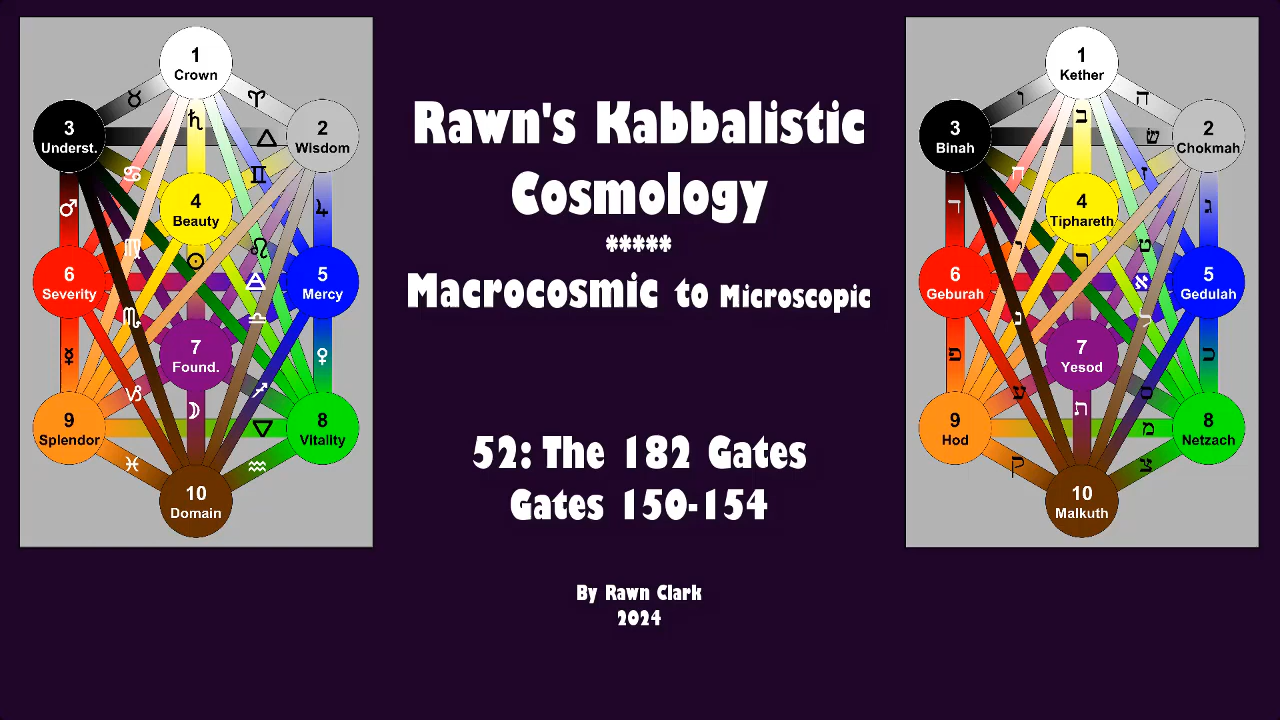 1
Crown
♉
♈
3
Underst.
♄
△
2
Wisdom
♋
♊
♂
4
Beauty
♃
♍
♌
6
Severity
☉
5
Mercy
♏
♎
☿
7
Found.
♀
♑
♐
9
Splendor
☽
▽
8
Vitality
♓
♒
10
Domain
Rawn's Kabbalistic
Cosmology
*****
Macrocosmic to Microscopic
52: The 182 Gates
Gates 150-154
By Rawn Clark
2024
1
Kether
ו
ה
3
Binah
ב
ש
2
Chokmah
ח
ז
4
Tiphareth
ג
י
ט
6
Geburah
ר
א
5
Gedulah
נ
פ
7
Yesod
ע
ס
9
Hod
ת
מ
8
Netzach
ק
צ
10
Malkuth